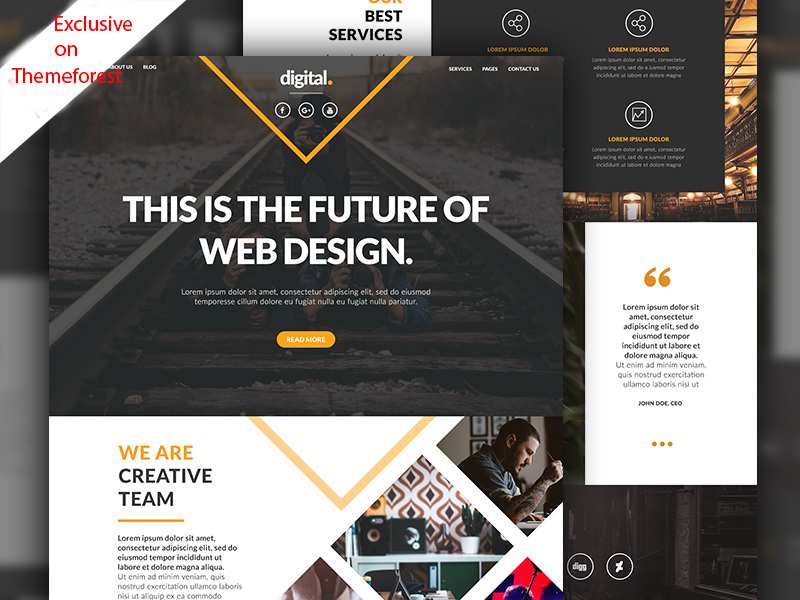 Exclusive
on
Themeforest
ABOUT US BLOG
digital.
SERVICES PAGES CONTACT US
THIS IS THE FUTURE OF
WEB DESIGN.
Lorem ipsum dolor sit amet, consectetur adipiscing elit, sed do eiusmod
temporesse cillum dolore eu fugiat nulla eu fugiat nulla pariatur.
READ MORE
WE ARE
CREATIVE
TEAM
Lorem ipsum dolor sit amet,
consectetur adipiscing elit, sed do
eiusmod tempor incididunt ut
labore et dolore magna aliqua.
Ut enim ad minim veniam, quis
nostrud exercitation ullamco laboris
nisi ut aliquip ex ea commodo
OUR
BEST
SERVICES
LOREM IPSUM DOLOR
LOREM IPSUM DOLOR
Lorem ipsum dolor sit amet, consectetur
adipiscing elit, sed do eiusmod tempor
incididunt ut labore et dolore magna
LOREM IPSUM DOLOR
Lorem ipsum dolor sit amet, consectetur
adipiscing elit, sed do eiusmod tempor
incididunt ut labore et dolore magna
Lorem ipsum dolor sit
amet, consectetur
adipiscing elit, sed do
eiusmod tempor
incididunt ut labore et
dolore magna aliqua.
Ut enim ad minim veniam,
quis nostrud exercitation
ullamco laboris nisi ut
JOHN DOE, CEO
digg